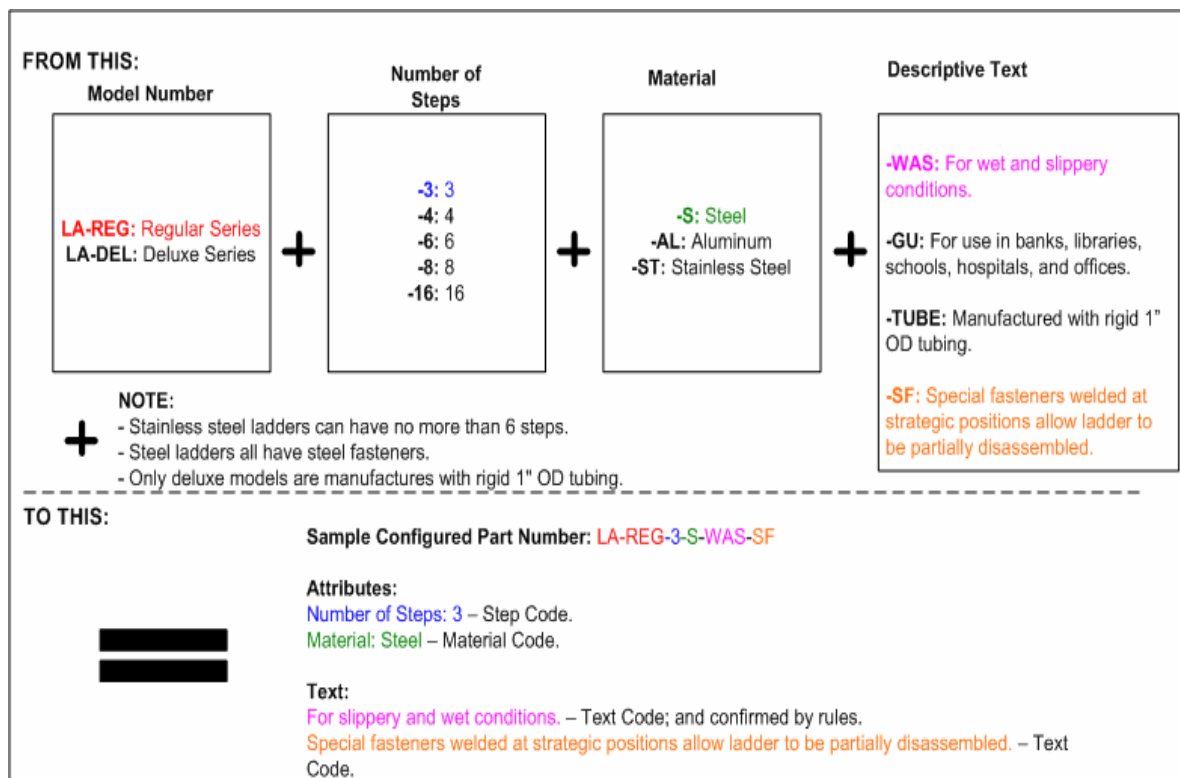 FROM THIS:
Model Number
Number of
Steps
Material
Descriptive Text
LA-REG: Regular Series
LA-DEL: Deluxe Series
-3: 3
-4: 4
-6: 6
-8: 8
-16: 16
-S: Steel
-AL: Aluminum
-ST: Stainless Steel
-WAS: For wet and slippery
conditions.
-GU: For use in banks, libraries,
schools, hospitals, and offices.
-TUBE: Manufactured with rigid 1”
OD tubing.
-SF: Special fasteners welded at
strategic positions allow ladder to
be partially disassembled.
NOTE:
- Stainless steel ladders can have no more than 6 steps.
- Steel ladders all have steel fasteners.
- Only deluxe models are manufactures with rigid 1" OD tubing.
TO THIS:
Sample Configured Part Number: LA-REG-3-S-WAS-SF
Attributes:
Number of Steps: 3 – Step Code.
Material: Steel – Material Code.
Text:
For slippery and wet conditions. – Text Code; and confirmed by rules.
Special fasteners welded at strategic positions allow ladder to be partially disassembled. – Text
Code.